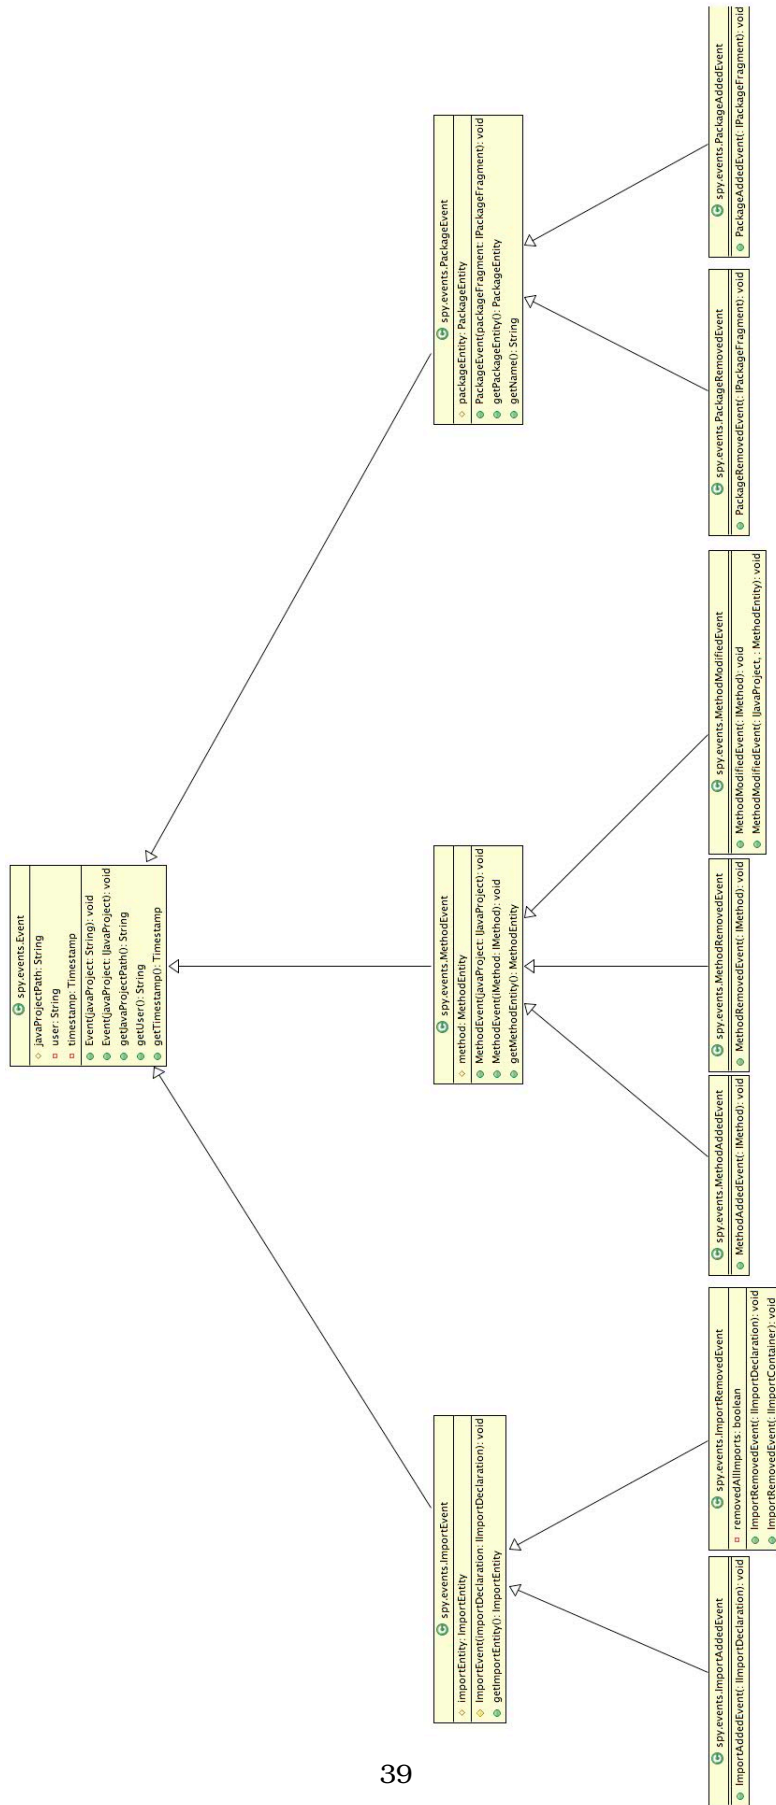 spy.events.Event
javaProjectPath: String
user: String
timestamp: Timestamp
Event(javaProject: String): void
Event(javaProject: IJavaProject): void
getJavaProjectPath(): String
getUser(): String
getTimestamp(): Timestamp
spy.events.ImportEvent
importEntity: ImportEntity
ImportEvent(importDeclaration: IImportDeclaration): void
getImportEntity(): ImportEntity
spy.events.MethodEvent
method: MethodEntity
MethodEvent(javaProject: IJavaProject): void
MethodEvent(iMethod: IMethod): void
getMethodEntity(): MethodEntity
spy.events.PackageEvent
packageEntity: PackageEntity
PackageEvent(packageFragment: IPackageFragment): void
getPackageEntity(): PackageEntity
getName(): String
spy.events.ImportAddedEvent
ImportAddedEvent(: IImportDeclaration): void
spy.events.ImportRemovedEvent
removedAllImports: boolean
ImportRemovedEvent(: IImportDeclaration): void
ImportRemovedEvent(: IImportContainer): void
spy.events.MethodAddedEvent
MethodAddedEvent(: IMethod): void
spy.events.MethodRemovedEvent
MethodRemovedEvent(: IMethod): void
spy.events.MethodModifiedEvent
MethodModifiedEvent(: IMethod): void
MethodModifiedEvent(: IJavaProject, : MethodEntity): void
spy.events.PackageRemovedEvent
PackageRemovedEvent(: IPackageFragment): void
spy.events.PackageAddedEvent
PackageAddedEvent(: IPackageFragment): void
39